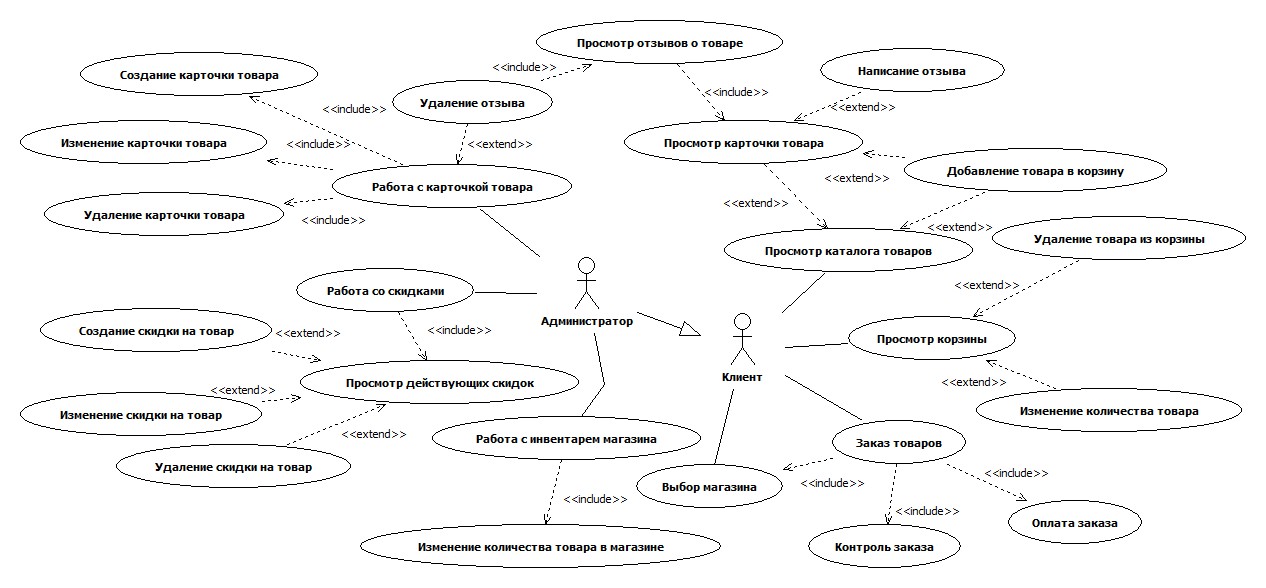 Просмотр отзывов о товаре
<<include>>
Создание карточки товара
Написание отзыва
<<include>>
Удаление отзыва
<<include>>
<<extend>>
Изменение карточки товара
<<include>>
<<extend>>
Просмотр карточки товара
Добавление товара в корзину
<<extend>>
Работа с карточкой товара
<<extend>>
Удаление карточки товара
<<include>>
<<extend>>
Удаление товара из корзины
Просмотр каталога товаров
<<extend>>
Работа со скидками
Администратор
Создание скидки на товар
<<extend>>
<<include>>
Просмотр корзины
Клиент
Просмотр действующих скидок
<<extend>>
<<extend>>
Изменение скидки на товар
Изменение количества товара
<<extend>>
Работа с инвентарем магазина
Заказ товаров
Удаление скидки на товар
<<include>>
Выбор магазина
<<include>>
<<include>>
<<include>>
Оплата заказа
Изменение количества товара в магазине
Контроль заказа